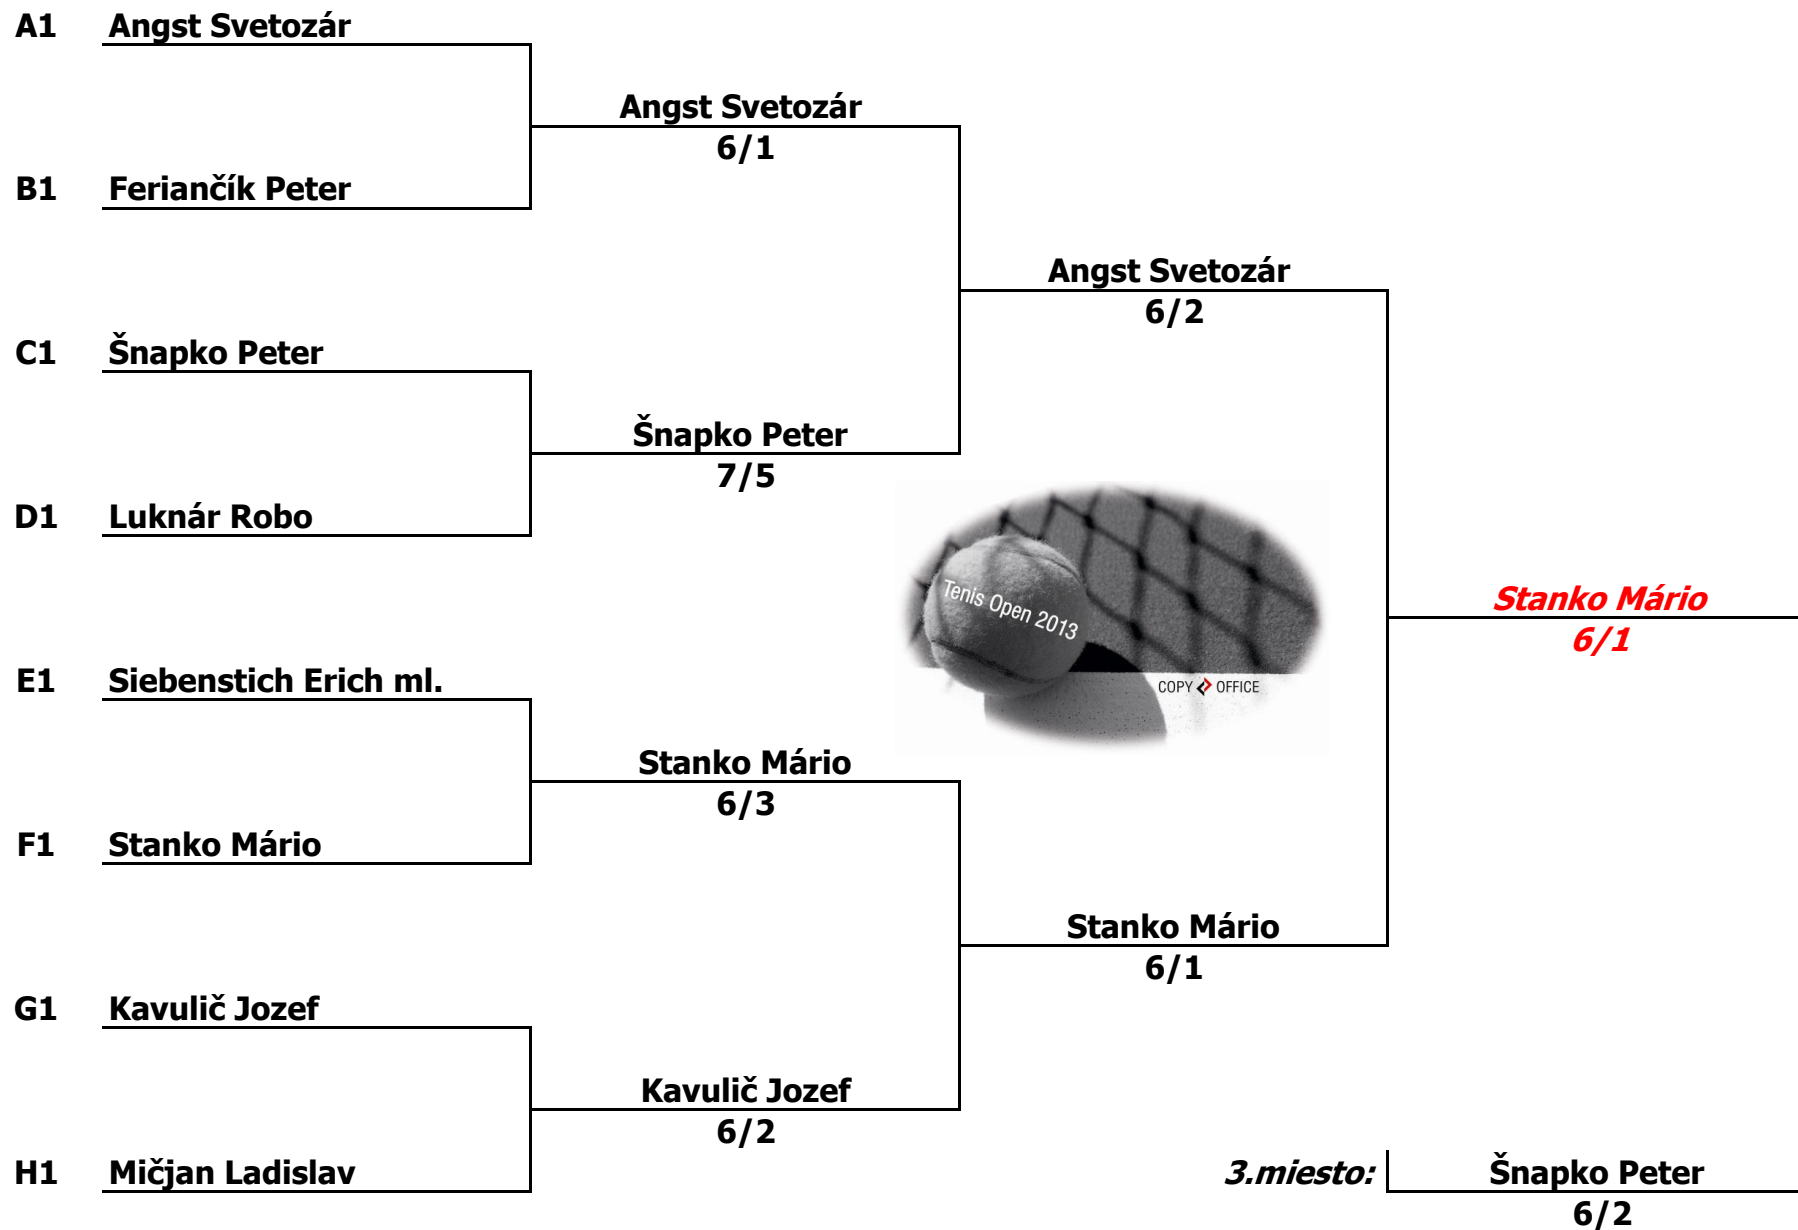 A1 Angst Svetozár
Angst Svetozár
6/1
B1 Feriančík Peter
Angst Svetozár
6/2
C1 Šnapko Peter
Šnapko Peter
7/5
D1 Luknár Robo
Tenis Open 2013
Stanko Mário
6/1
E1 Siebenstich Erich ml.
COPY OFFICE
Stanko Mário
6/3
F1 Stanko Mário
Stanko Mário
6/1
G1 Kavulič Jozef
Kavulič Jozef
6/2
H1 Mičjan Ladislav
3.miesto: Šnapko Peter
6/2